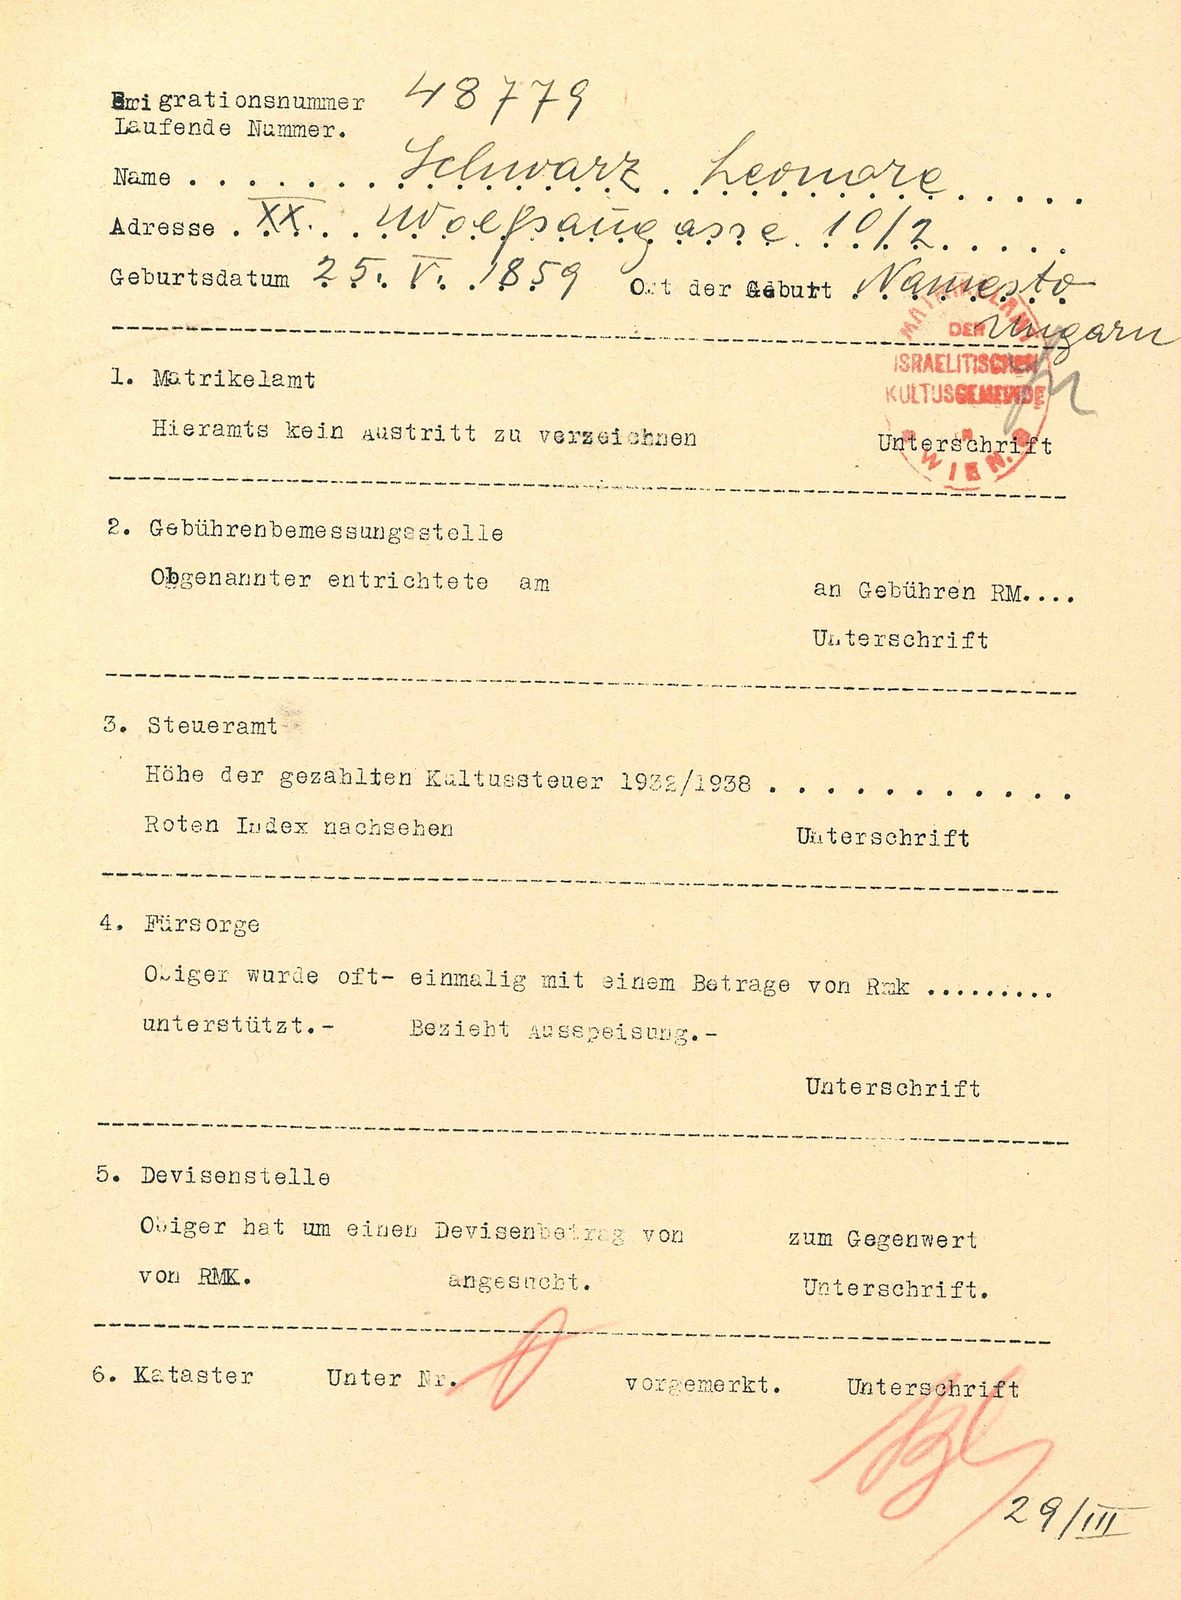 Emigrationsnummer 48779
Laufende Nummer.
Name . . . . . . . Schwarz Leonore . . . . .
Adresse . XX. . . Wolfsaugasse 10/2 . . . . .
Geburtsdatum 25. V. 1859 Ort der Geburt Namesto
Ungarn
MATRIKELAMT
DER
ISRAELITISCHEN
KULTUSGEMEINDE
WIEN.
1. Matrikelamt
Hieramts kein Austritt zu verzeichnen
Unterschrift
2. Gebührenbemessungsstelle
Obgenannter entrichtete am an Gebühren RM....
Unterschrift
3. Steueramt
Höhe der gezahlten Kultussteuer 1932/1938 . . . . . . . . . . . .
Roten Index nachsehen Unterschrift
4. Fürsorge
Obiger wurde oft- einmalig mit einem Betrage von Rmk .........
unterstützt.- Bezieht Ausspeisung.-
Unterschrift
5. Devisenstelle
Obiger hat um einen Devisenbetrag von zum Gegenwert
von RMK. angesucht. Unterschrift.
6. Kataster Unter Nr. vorgemerkt. Unterschrift
29/III